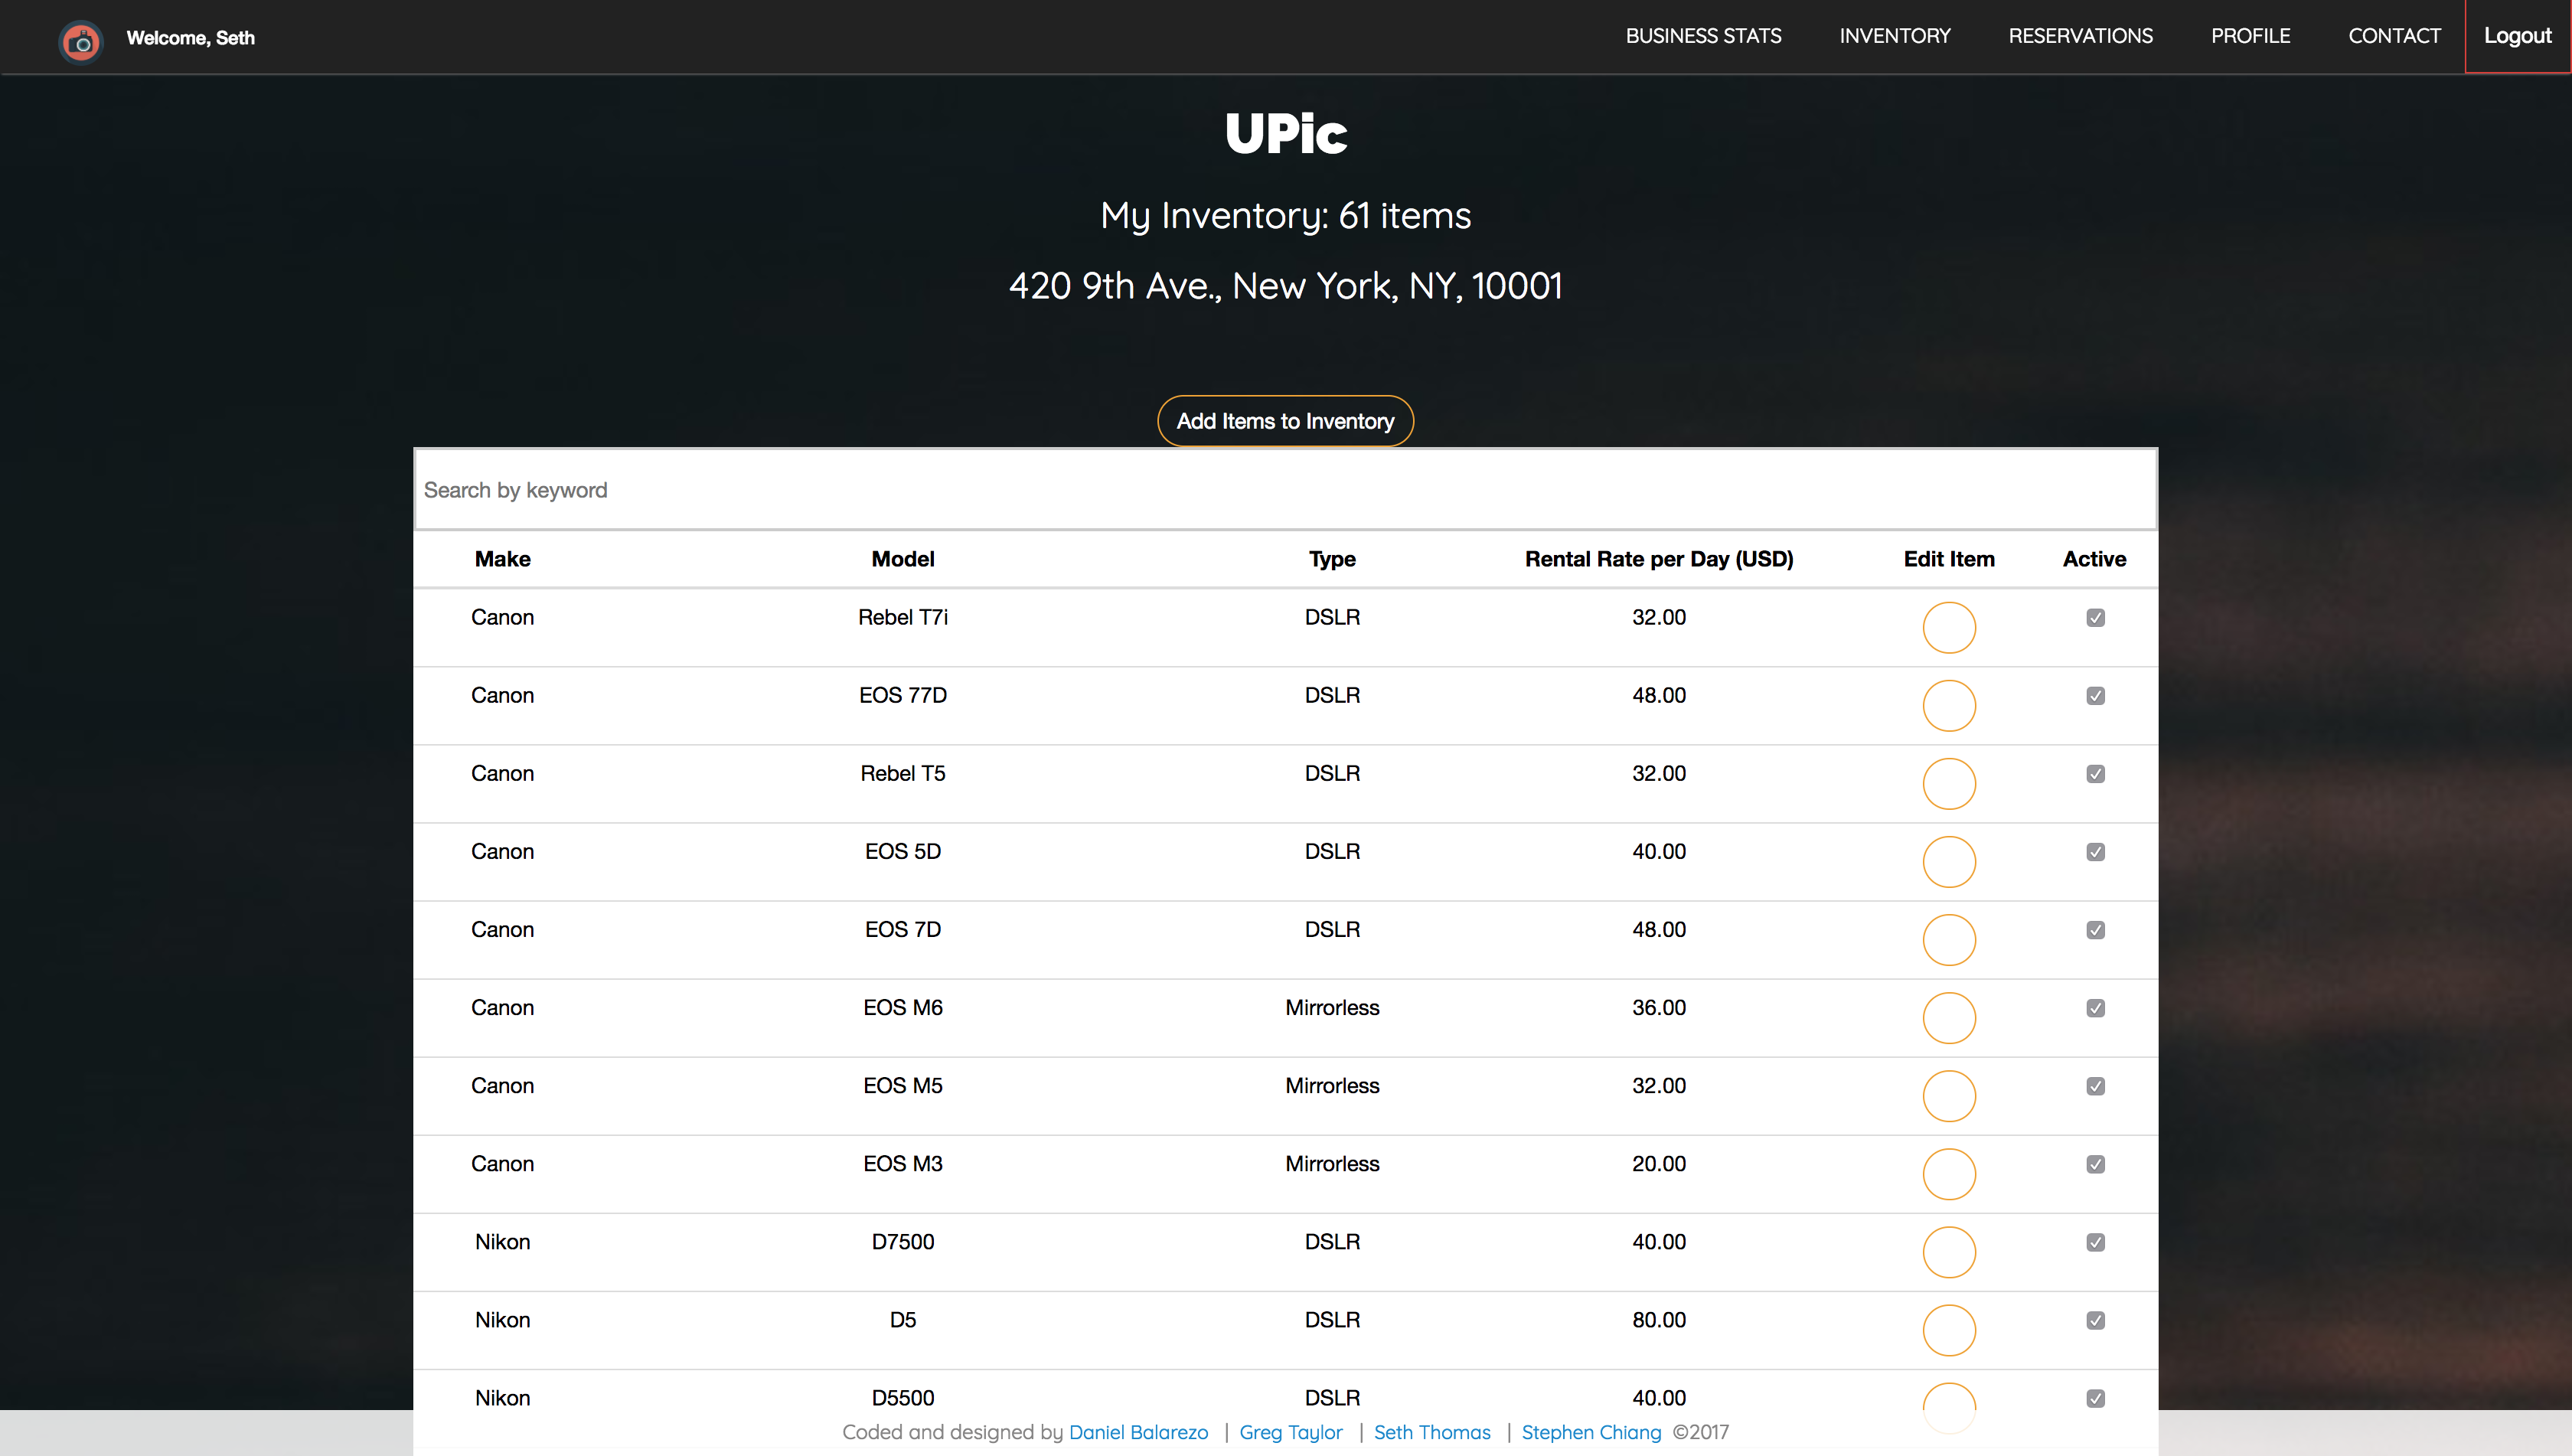 Welcome, Seth
BUSINESS STATS INVENTORY RESERVATIONS PROFILE CONTACT Logout
UPic
My Inventory: 61 items
420 9th Ave., New York, NY, 10001
Add Items to Inventory
Search by keyword
Make Model Type Rental Rate per Day (USD) Edit Item Active
Canon Rebel T7i DSLR 32.00
Canon EOS 77D DSLR 48.00
Canon Rebel T5 DSLR 32.00
Canon EOS 5D DSLR 40.00
Canon EOS 7D DSLR 48.00
Canon EOS M6 Mirrorless 36.00
Canon EOS M5 Mirrorless 32.00
Canon EOS M3 Mirrorless 20.00
Nikon D7500 DSLR 40.00
Nikon D5 DSLR 80.00
Nikon D5500 DSLR 40.00
Coded and designed by Daniel Balarezo | Greg Taylor | Seth Thomas | Stephen Chiang ©2017